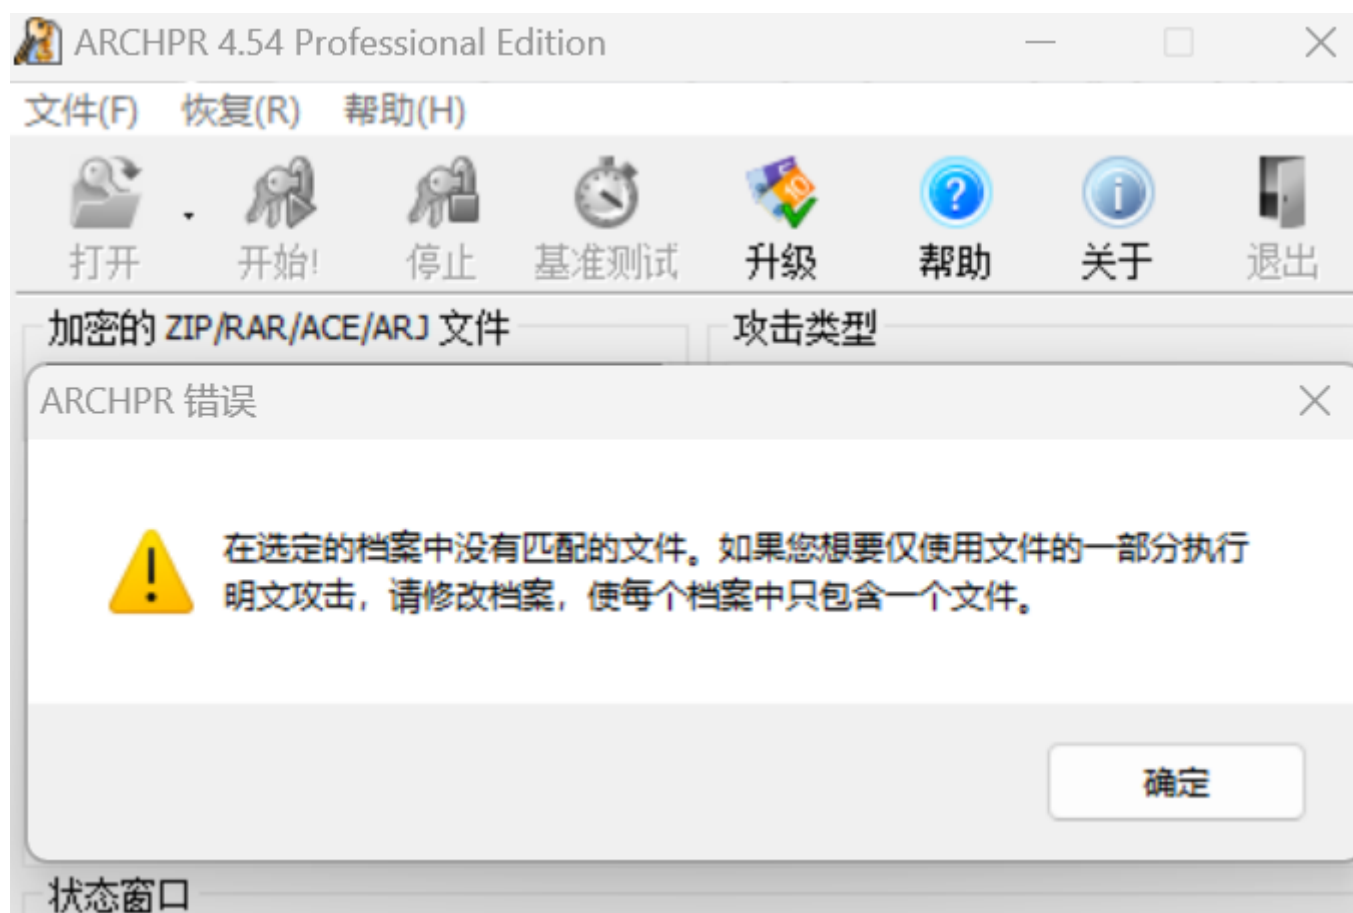 ARCHPR 4.54 Professional Edition
文件(F) 恢复(R) 帮助(H)
打开 开始! 停止 基准测试 升级 帮助 关于 退出
加密的 ZIP/RAR/ACE/ARJ 文件 攻击类型
ARCHPR 错误
在选定的档案中没有匹配的文件。如果您想要仅使用文件的一部分执行
明文攻击，请修改档案，使每个档案中只包含一个文件。
确定
状态窗口